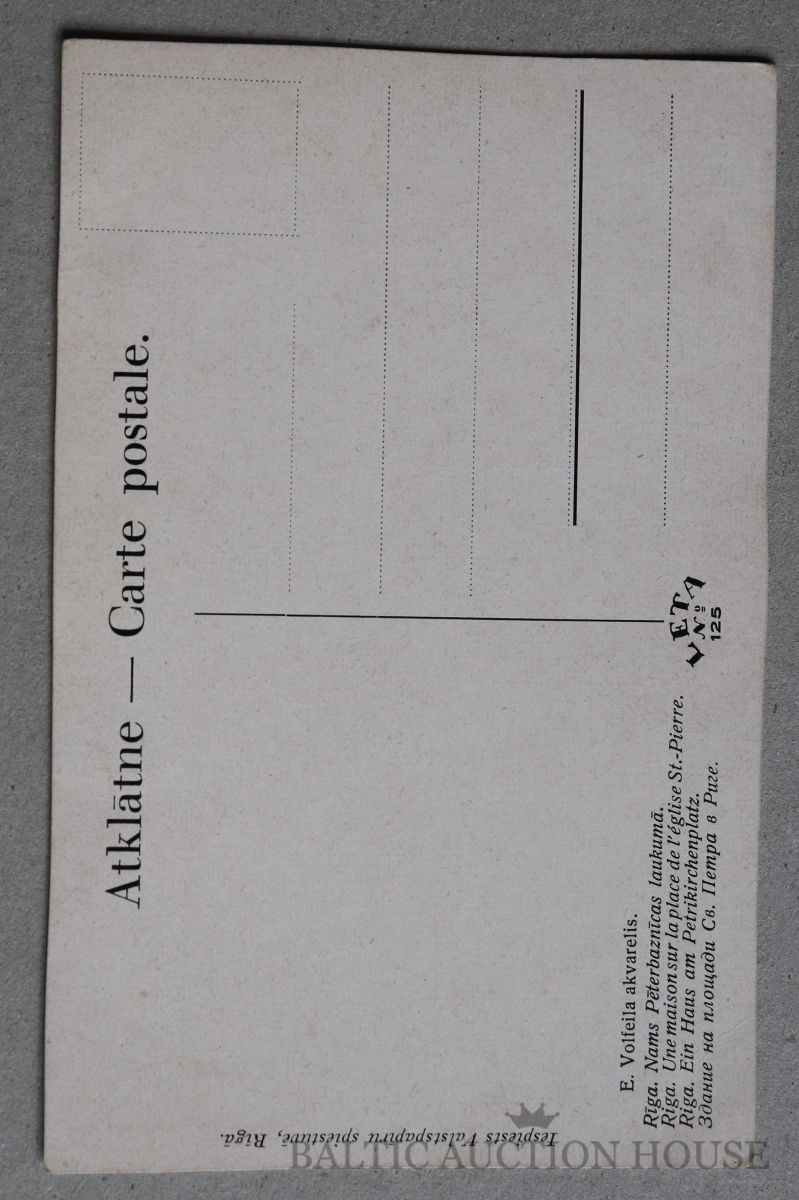 Atklātne — Carte postale.
E. Volfeila akvarelis.
Rīga. Nams Pēterbaznīcas laukumā.
Riga. Une maison sur la place de l'église St.-Pierre.
Riga. Ein Haus am Petrikirchenplatz.
Здание на площади Св. Петра в Риге.
VETA
Nº
125
Iespiests Valstspapīru spiestuvē, Rīgā.
BALTIC AUCTION HOUSE